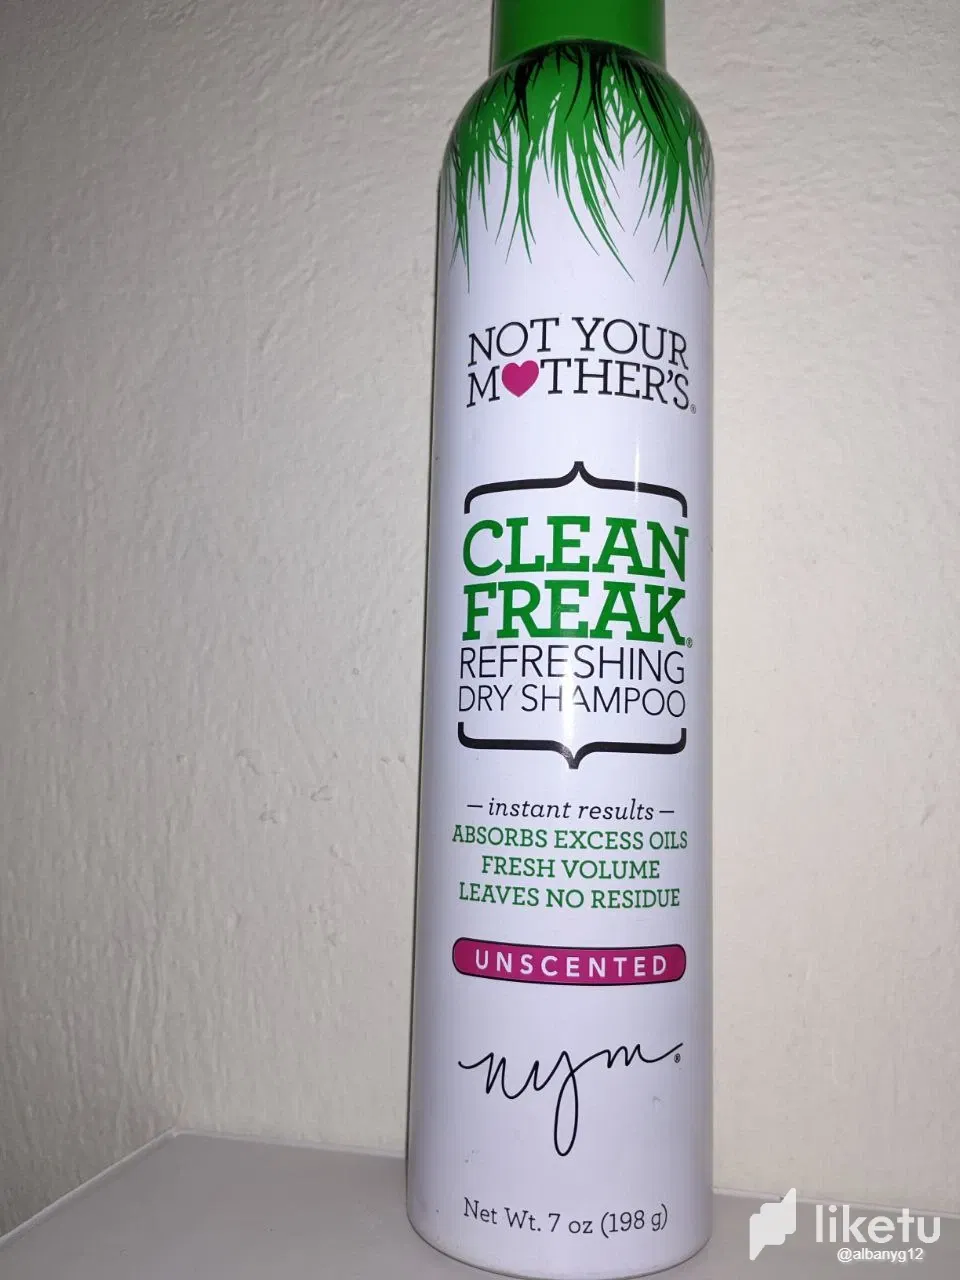 NOT YOUR
M♥THER'S®
CLEAN
FREAK®
REFRESHING
DRY SHAMPOO
– instant results –
ABSORBS EXCESS OILS
FRESH VOLUME
LEAVES NO RESIDUE
UNSCENTED
nym®
Net Wt. 7 oz (198 g)
liketu
@albanyg12